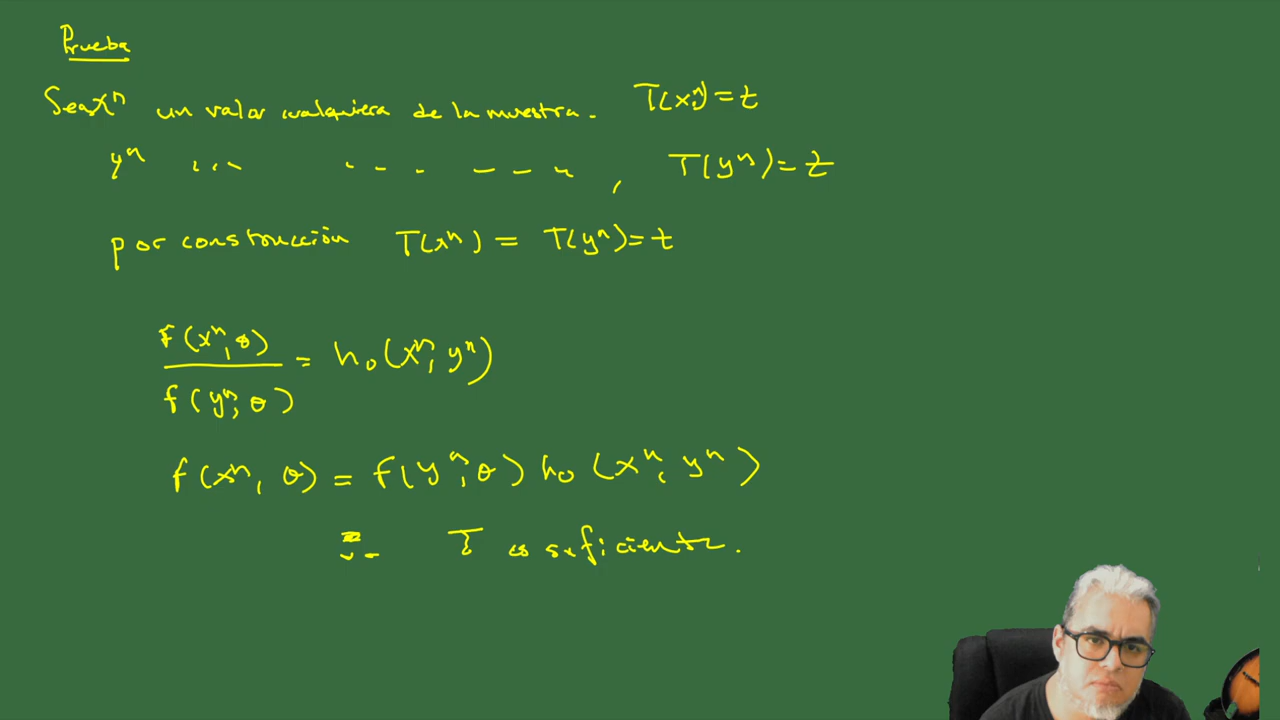 Prueba
Sea xⁿ un valor cualquiera de la muestra. T(xⁿ) = t
yⁿ ... ... , T(yⁿ) = t
por construcción T(xⁿ) = T(yⁿ) = t
f(xⁿ, θ)
f(yⁿ, θ) = h₀(xⁿ, yⁿ)
f(xⁿ, θ) = f(yⁿ, θ) h₀(xⁿ, yⁿ)
T es suficiente.